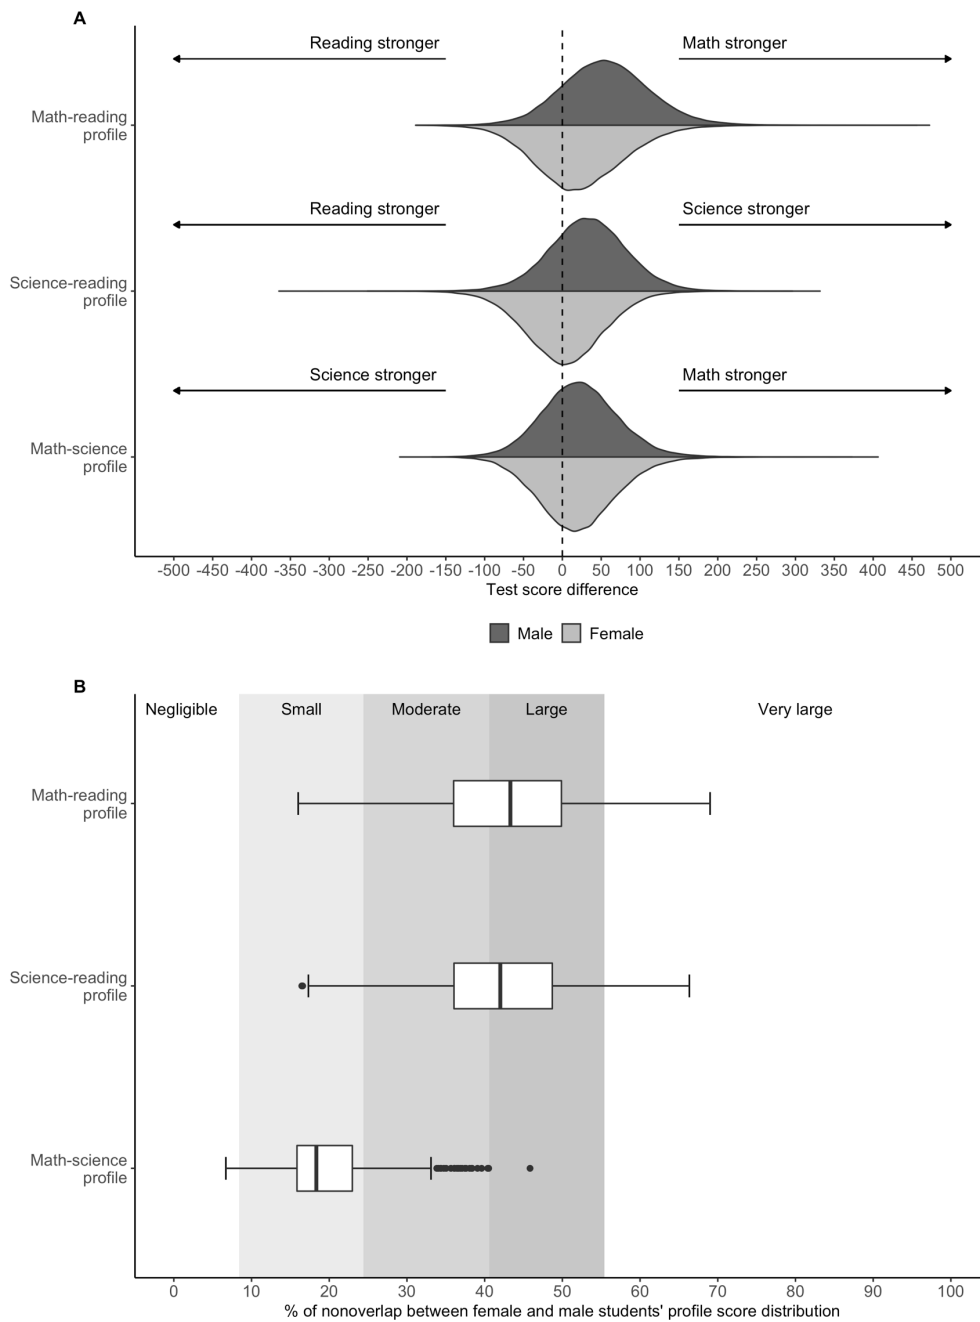 A
Reading stronger Math stronger
Math-reading
profile
Reading stronger Science stronger
Science-reading
profile
Science stronger Math stronger
Math-science
profile
-500 -450 -400 -350 -300 -250 -200 -150 -100 -50 0 50 100 150 200 250 300 350 400 450 500
Test score difference
Male Female
B
Negligible Small Moderate Large Very large
Math-reading
profile
Science-reading
profile
Math-science
profile
0 10 20 30 40 50 60 70 80 90 100
% of nonoverlap between female and male students' profile score distribution